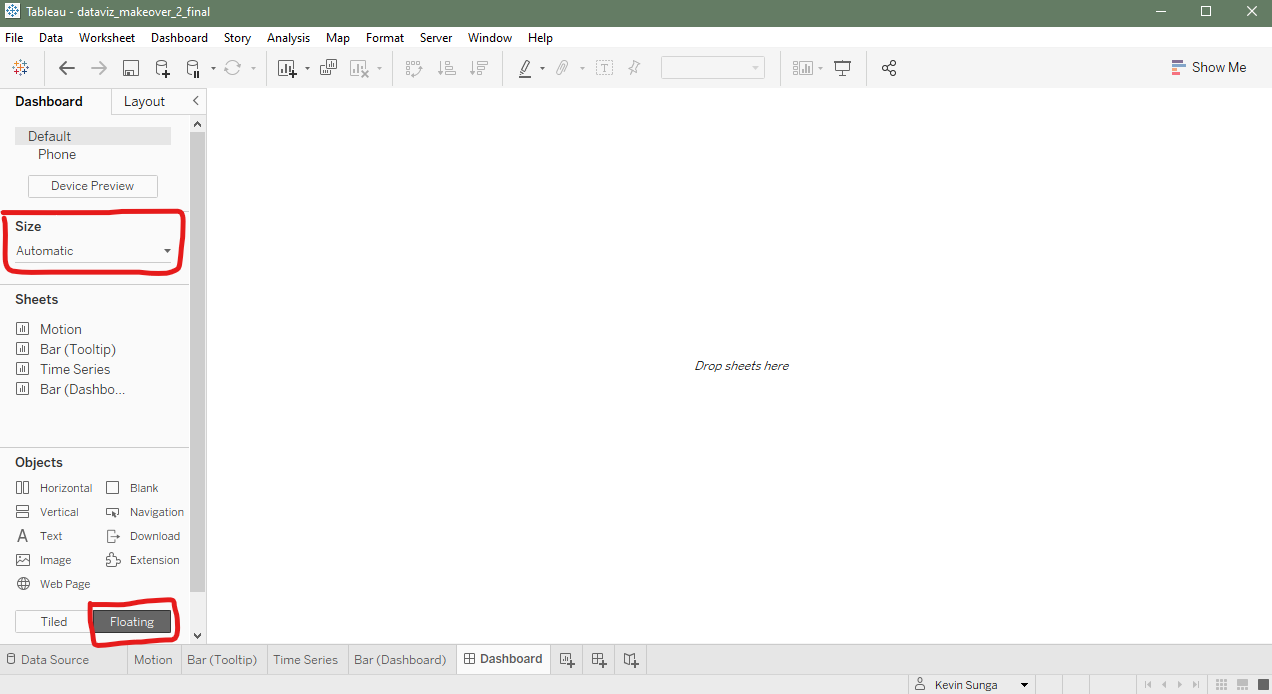 Tableau - dataviz_makeover_2_final
File Data Worksheet Dashboard Story Analysis Map Format Server Window Help
Show Me
Dashboard Layout
Default
Phone
Device Preview
Size
Automatic
Sheets
Motion
Bar (Tooltip)
Time Series
Bar (Dashbo...
Drop sheets here
Objects
Horizontal Blank
Vertical Navigation
A Text Download
Image Extension
Web Page
Tiled Floating
Data Source Motion Bar (Tooltip) Time Series Bar (Dashboard) Dashboard
Kevin Sunga